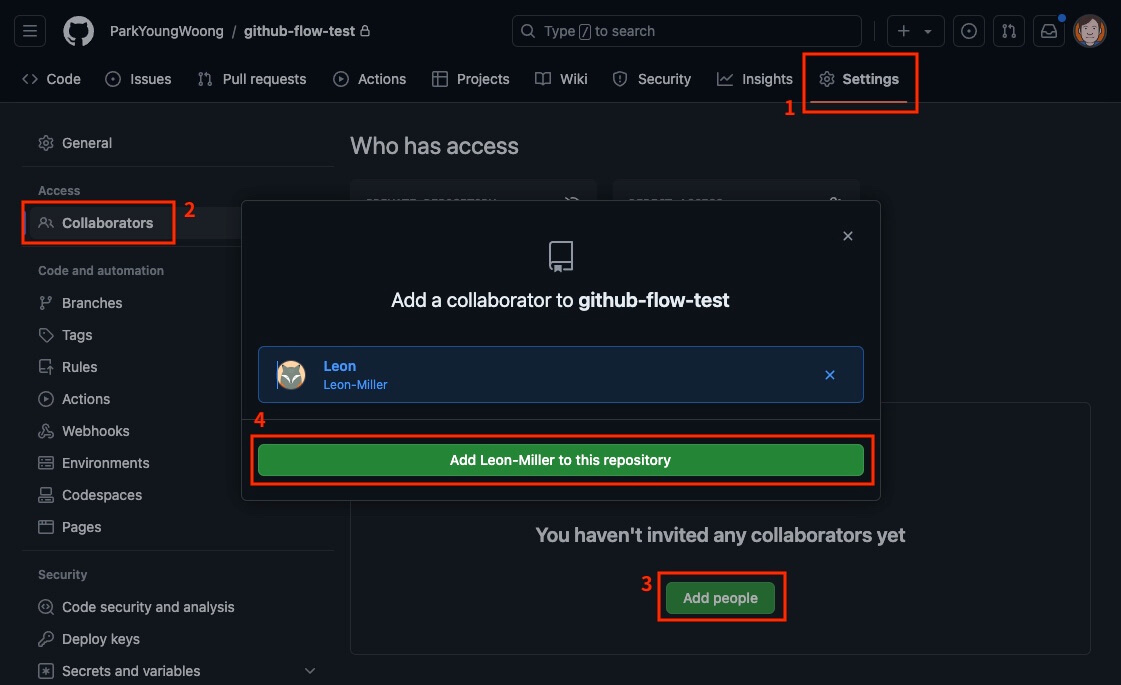 ParkYoungWoong / github-flow-test
Type / to search
Code Issues Pull requests Actions Projects Wiki Security Insights Settings
1
General
Access
Collaborators
2
Code and automation
Branches
Tags
Rules
Actions
Webhooks
Environments
Codespaces
Pages
Security
Code security and analysis
Deploy keys
Secrets and variables
Who has access
Add a collaborator to github-flow-test
Leon
Leon-Miller
4
Add Leon-Miller to this repository
You haven't invited any collaborators yet
3
Add people